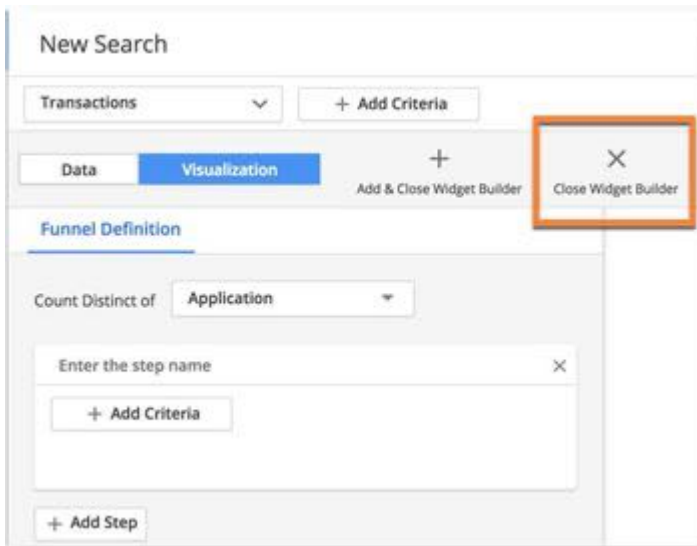 New Search
Transactions
+ Add Criteria
Data
Visualization
+
Add & Close Widget Builder
×
Close Widget Builder
Funnel Definition
Count Distinct of
Application
Enter the step name
×
+ Add Criteria
+ Add Step